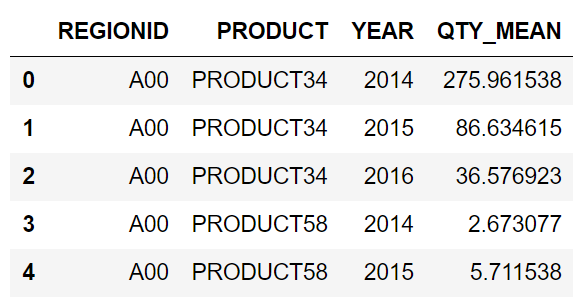 REGIONID PRODUCT YEAR QTY_MEAN
0 A00 PRODUCT34 2014 275.961538
1 A00 PRODUCT34 2015 86.634615
2 A00 PRODUCT34 2016 36.576923
3 A00 PRODUCT58 2014 2.673077
4 A00 PRODUCT58 2015 5.711538